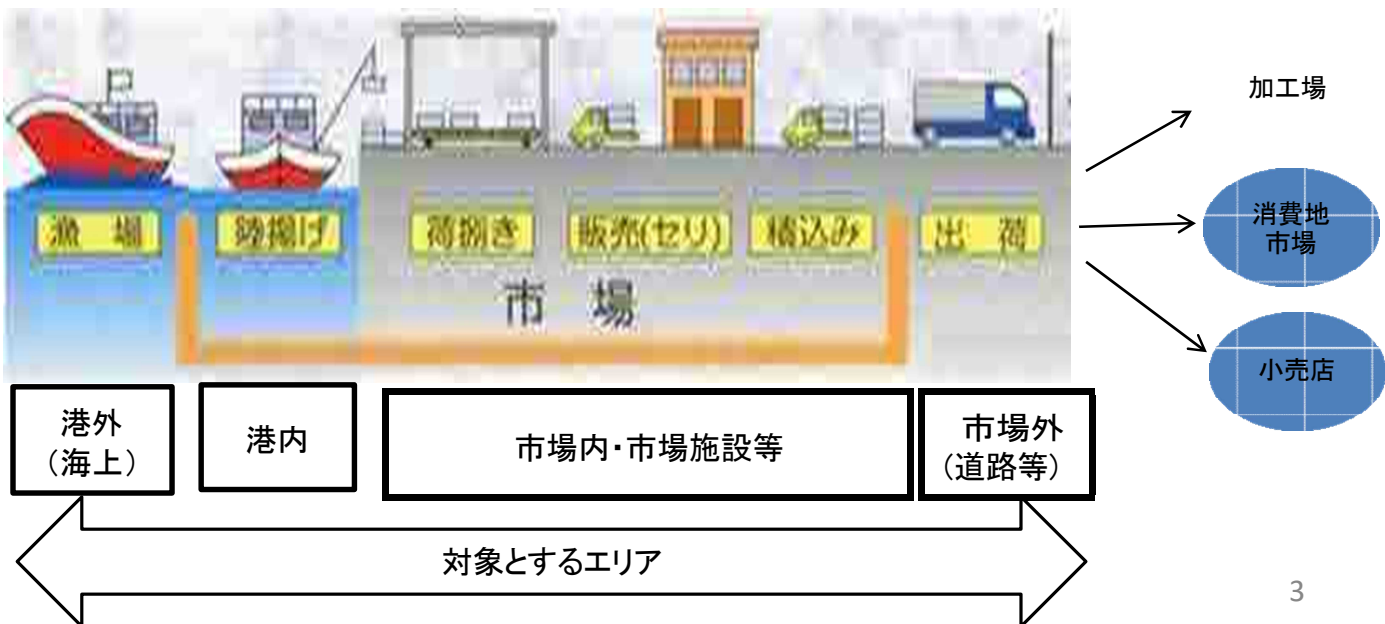 加工場
漁 場
陸揚げ
荷捌き
販売(セリ)
積込み
出 荷
消費地
市場
市 場
小売店
港外
(海上)
港内
市場内・市場施設等
市場外
(道路等)
対象とするエリア
3